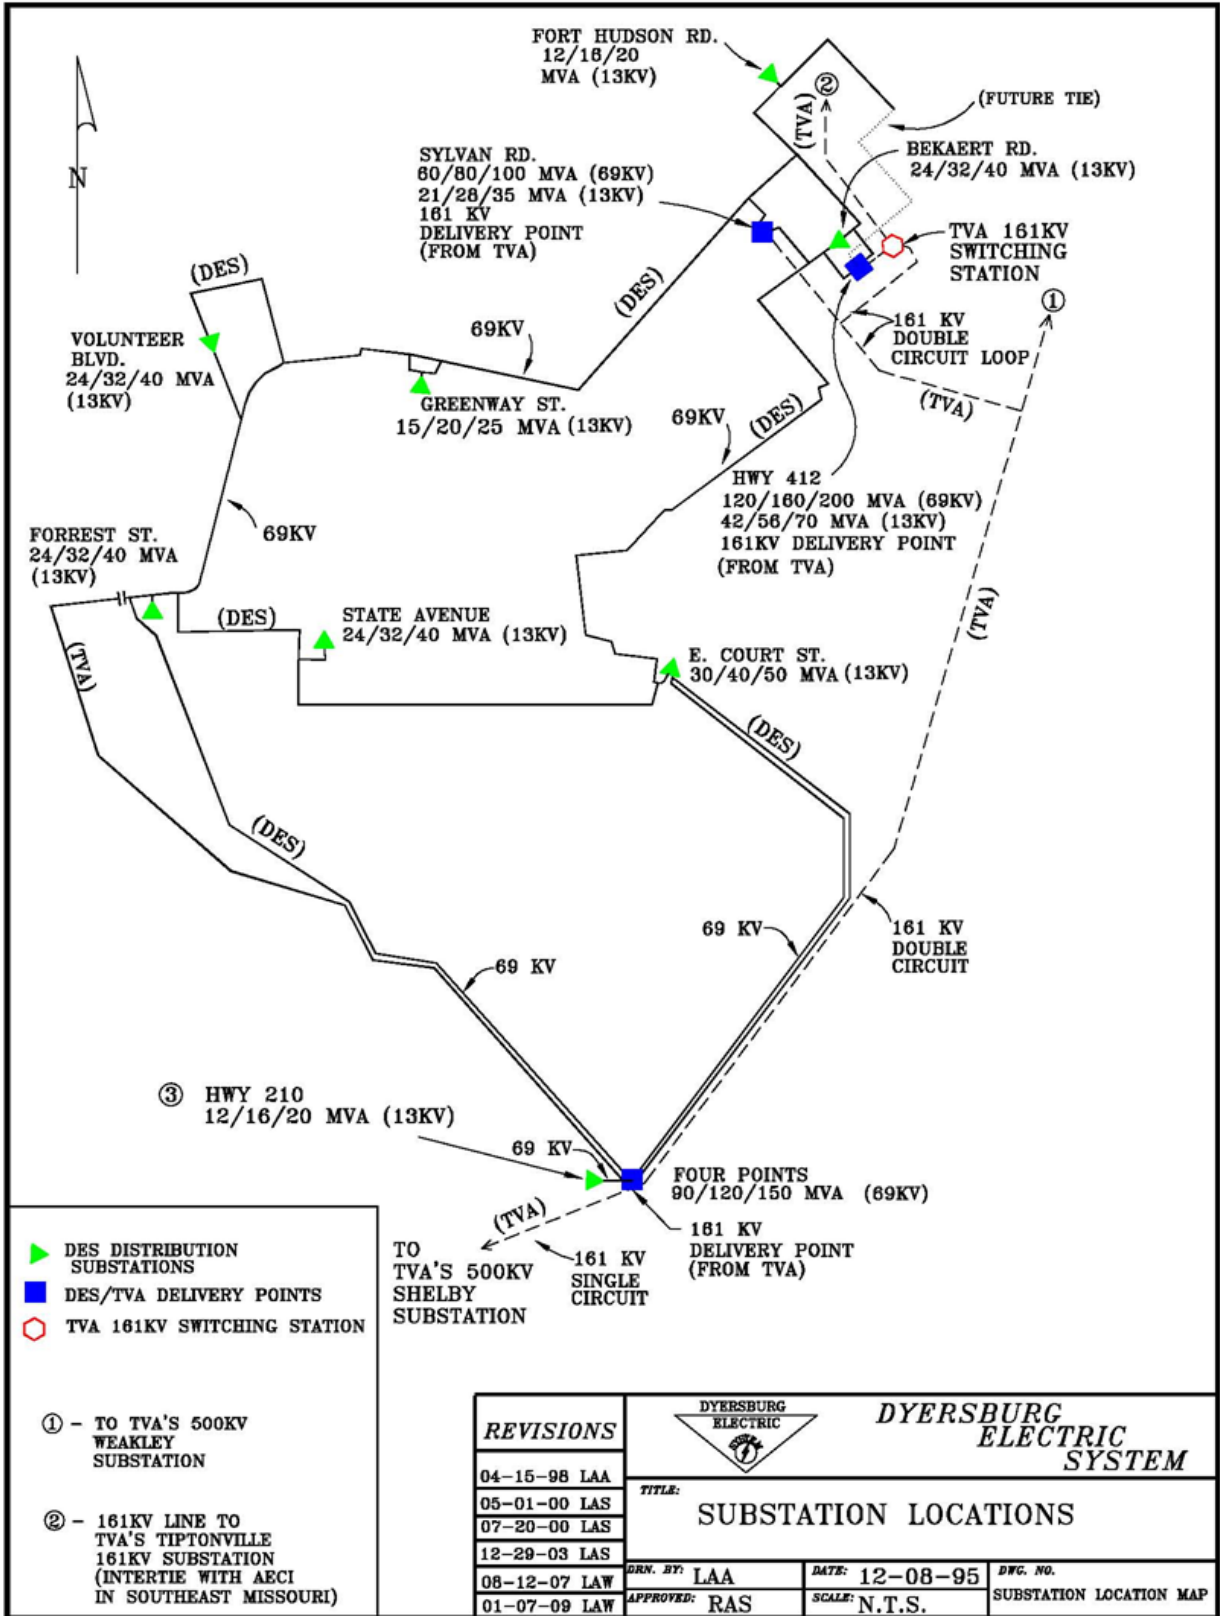 FORT HUDSON RD.
12/16/20
MVA (13KV)
②
(TVA)
(FUTURE TIE)
BEKAERT RD.
24/32/40 MVA (13KV)
SYLVAN RD.
60/80/100 MVA (69KV)
21/28/35 MVA (13KV)
161 KV
DELIVERY POINT
(FROM TVA)
N
TVA 161KV
SWITCHING
STATION
①
(DES)
(DES)
161 KV
DOUBLE
CIRCUIT LOOP
69KV
VOLUNTEER
BLVD.
24/32/40 MVA
(13KV)
GREENWAY ST.
15/20/25 MVA (13KV)
(TVA)
69KV
(DES)
HWY 412
120/160/200 MVA (69KV)
42/56/70 MVA (13KV)
161KV DELIVERY POINT
(FROM TVA)
69KV
FORREST ST.
24/32/40 MVA
(13KV)
(DES)
STATE AVENUE
24/32/40 MVA (13KV)
(TVA)
(TVA)
E. COURT ST.
30/40/50 MVA (13KV)
(DES)
(DES)
69 KV
161 KV
DOUBLE
CIRCUIT
69 KV
③ HWY 210
12/16/20 MVA (13KV)
69 KV
FOUR POINTS
90/120/150 MVA (69KV)
(TVA)
161 KV
DELIVERY POINT
(FROM TVA)
TO
TVA'S 500KV
SHELBY
SUBSTATION
161 KV
SINGLE
CIRCUIT
DES DISTRIBUTION
SUBSTATIONS
DES/TVA DELIVERY POINTS
TVA 161KV SWITCHING STATION
① - TO TVA'S 500KV
WEAKLEY
SUBSTATION
② - 161KV LINE TO
TVA'S TIPTONVILLE
161KV SUBSTATION
(INTERTIE WITH AECI
IN SOUTHEAST MISSOURI)
REVISIONS
04-15-98 LAA
05-01-00 LAS
07-20-00 LAS
12-29-03 LAS
08-12-07 LAW
01-07-09 LAW
DYERSBURG
ELECTRIC
SYSTEM
DYERSBURG
ELECTRIC
SYSTEM
TITLE:
SUBSTATION LOCATIONS
DRN. BY: LAA
DATE: 12-08-95
DWG. NO.
SUBSTATION LOCATION MAP
APPROVED: RAS
SCALE: N.T.S.